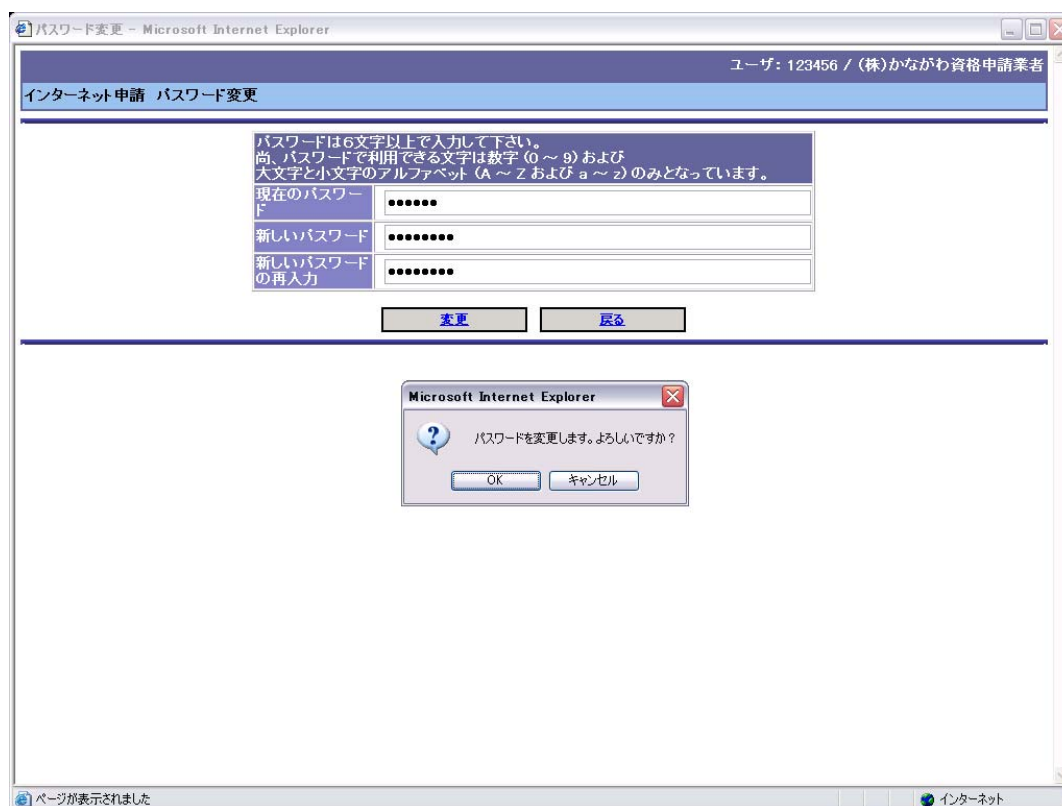 パスワード変更 - Microsoft Internet Explorer
ユーザ: 123456 / (株)かながわ資格申請業者
インターネット申請 パスワード変更
パスワードは6文字以上で入力して下さい。
尚、パスワードで利用できる文字は数字 (0 ~ 9) および
大文字と小文字のアルファベット (A ~ Z および a ~ z) のみとなっています。
現在のパスワー
ド
●●●●●●
新しいパスワード
●●●●●●●●
新しいパスワード
の再入力
●●●●●●●●
変更
戻る
Microsoft Internet Explorer
パスワードを変更します。よろしいですか?
OK
キャンセル
ページが表示されました
インターネット